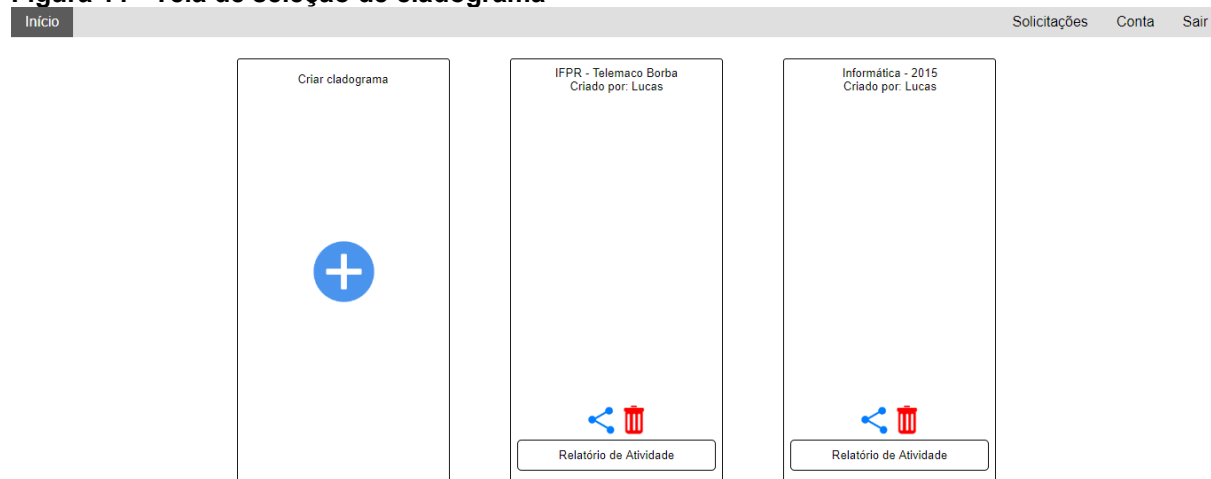 Início
Solicitações
Conta
Sair
Criar cladograma
IFPR - Telemaco Borba
Criado por: Lucas
Informática - 2015
Criado por: Lucas
Relatório de Atividade
Relatório de Atividade